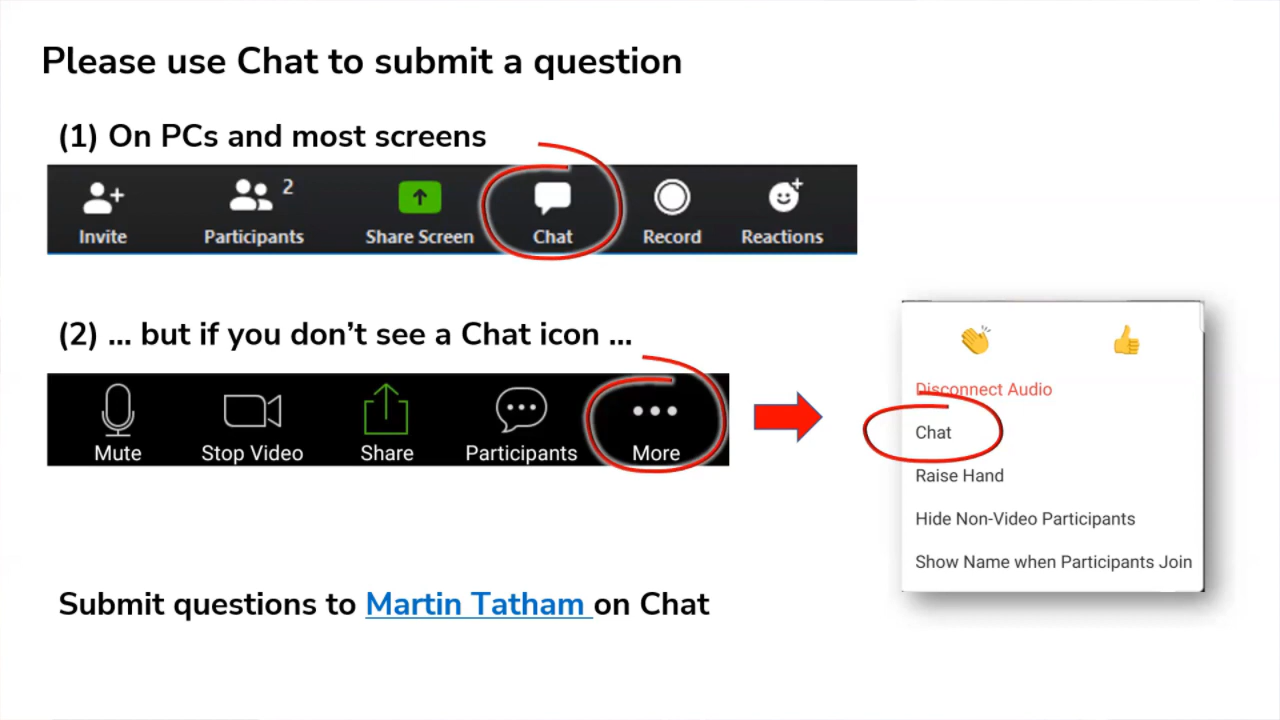 Please use Chat to submit a question
(1) On PCs and most screens
Invite
Participants
2
Share Screen
Chat
Record
Reactions
(2) ... but if you don’t see a Chat icon ...
Mute
Stop Video
Share
Participants
More
Disconnect Audio
Chat
Raise Hand
Hide Non-Video Participants
Show Name when Participants Join
Submit questions to Martin Tatham on Chat